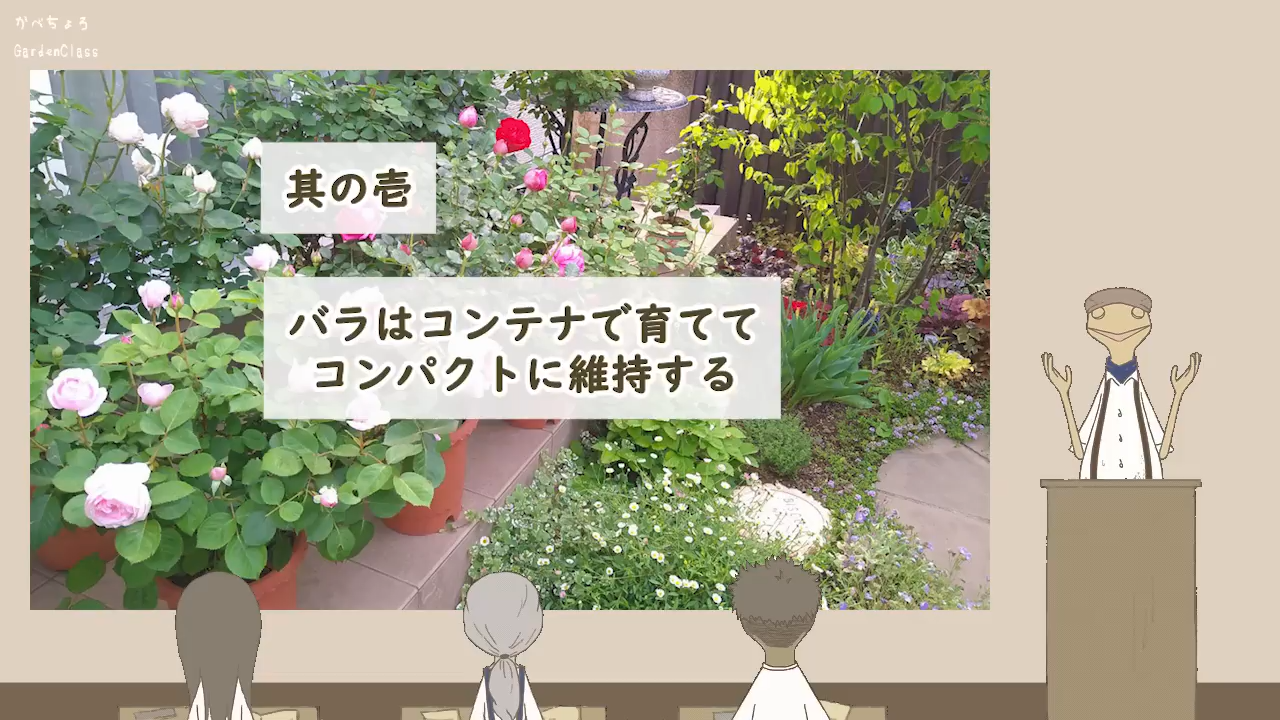 かべちょろ
GardenClass
其の壱
バラはコンテナで育てて
コンパクトに維持する